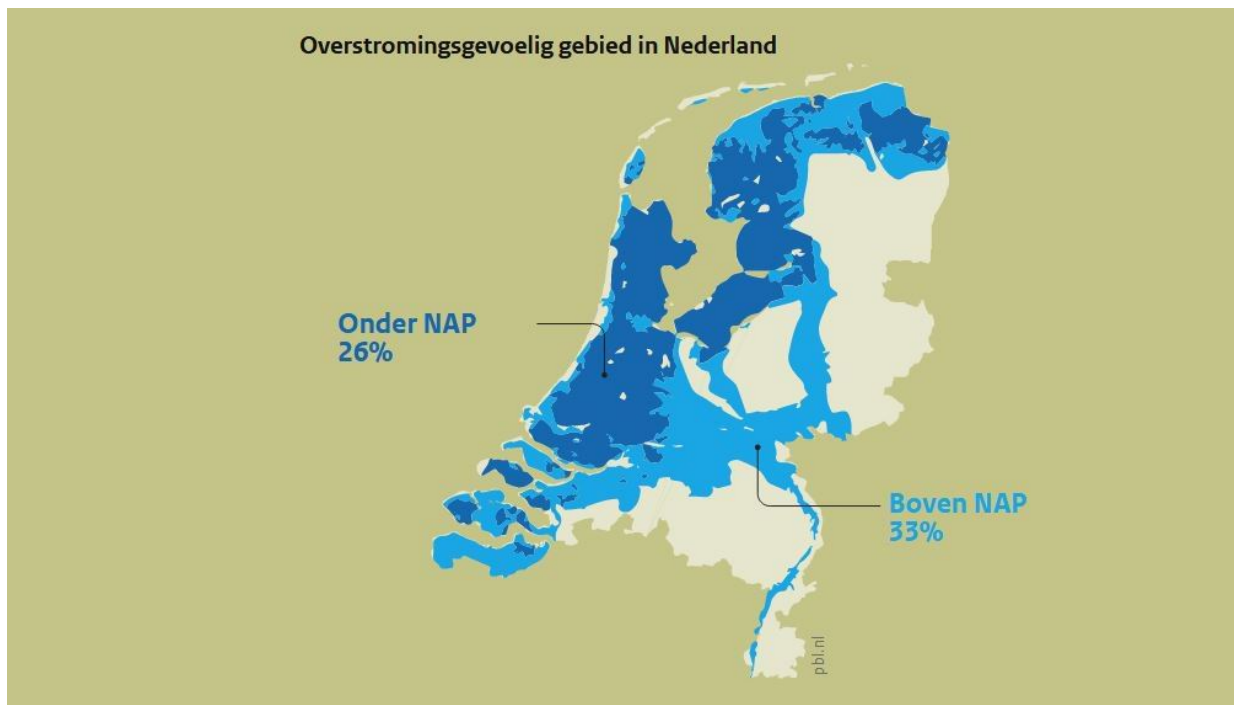 Overstromingsgevoelig gebied in Nederland
Onder NAP
26%
Boven NAP
33%
pbl.nl